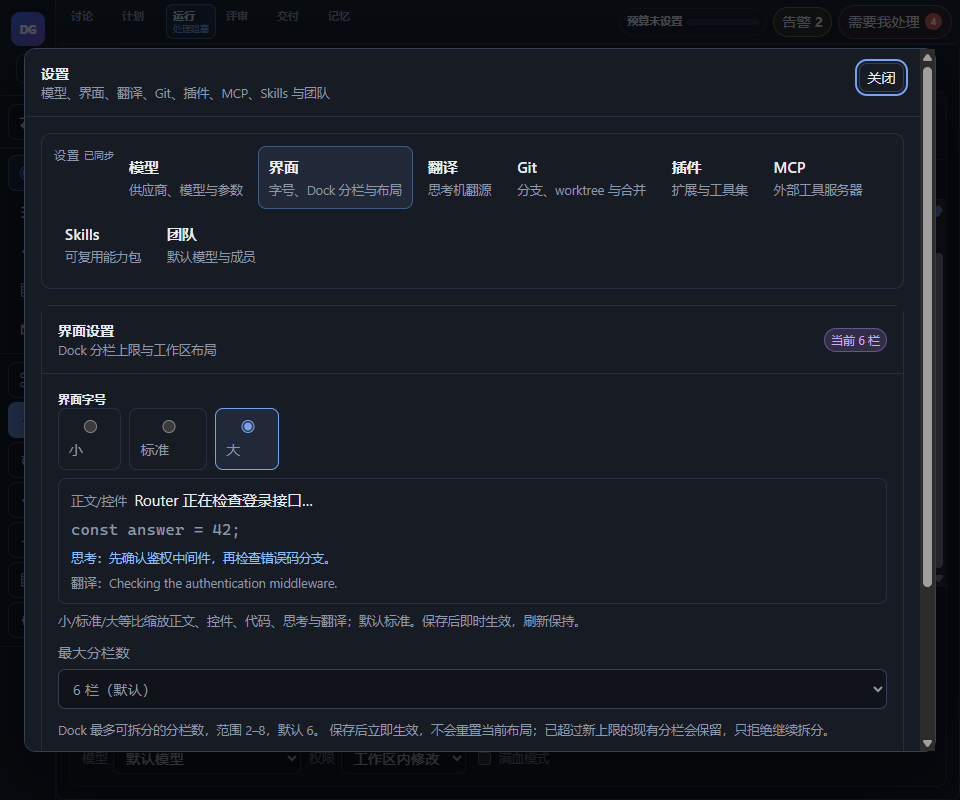 DG
讨论
计划
运行
处理阻塞
评审
交付
记忆
预算未设置
告警 2
需要我处理 4
设置
模型、界面、翻译、Git、插件、MCP、Skills 与团队
关闭
设置 已同步
模型
供应商、模型与参数
界面
字号、Dock 分栏与布局
翻译
思考机翻源
Git
分支、worktree 与合并
插件
扩展与工具集
MCP
外部工具服务器
Skills
可复用能力包
团队
默认模型与成员
界面设置
Dock 分栏上限与工作区布局
当前 6 栏
界面字号
小
标准
大
正文/控件 Router 正在检查登录接口...
const answer = 42;
思考：先确认鉴权中间件，再检查错误码分支。
翻译：Checking the authentication middleware.
小/标准/大等比缩放正文、控件、代码、思考与翻译；默认标准。保存后即时生效，刷新保持。
最大分栏数
6 栏（默认）
Dock 最多可拆分的分栏数，范围 2–8，默认 6。 保存后立即生效，不会重置当前布局；已超过新上限的现有分栏会保留，只拒绝继续拆分。
模型
默认模型
权限
工作区内修改
满血模式